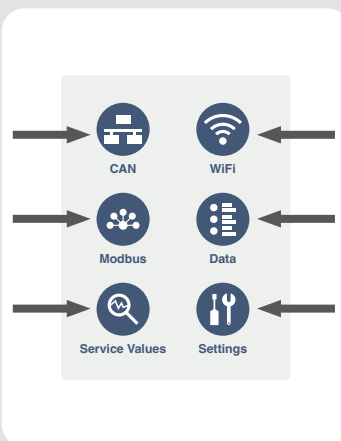 CAN
WiFi
Modbus
Data
Service Values
Settings